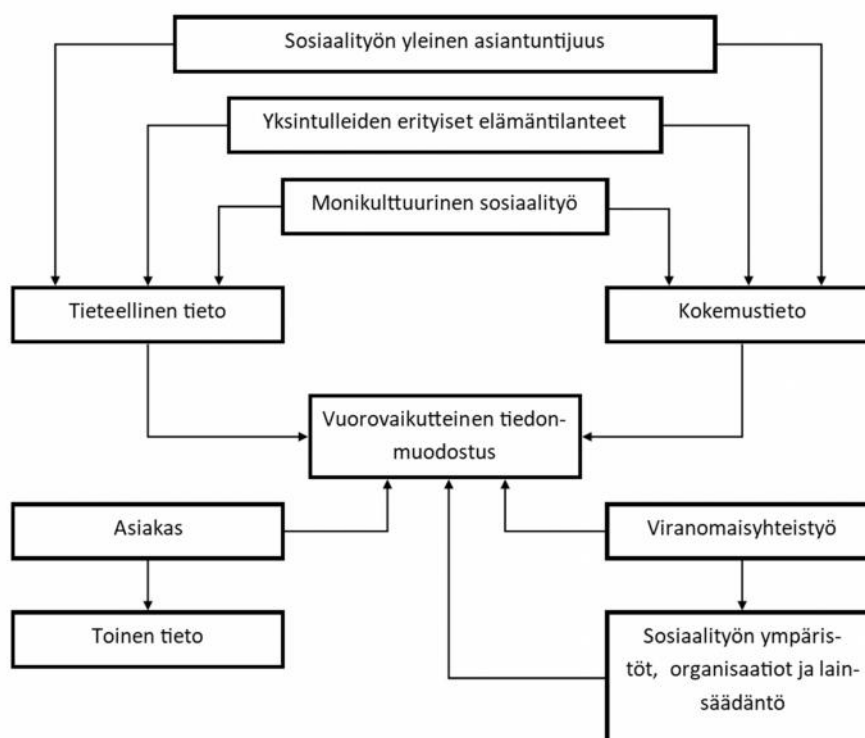 Sosiaalityön yleinen asiantuntijuus
Yksintulleiden erityiset elämäntilanteet
Monikulttuurinen sosiaalityö
Tieteellinen tieto
Kokemustieto
Vuorovaikutteinen tiedon-
muodostus
Asiakas
Viranomaisyhteistyö
Toinen tieto
Sosiaalityön ympäris-
töt, organisaatiot ja lain-
säädäntö